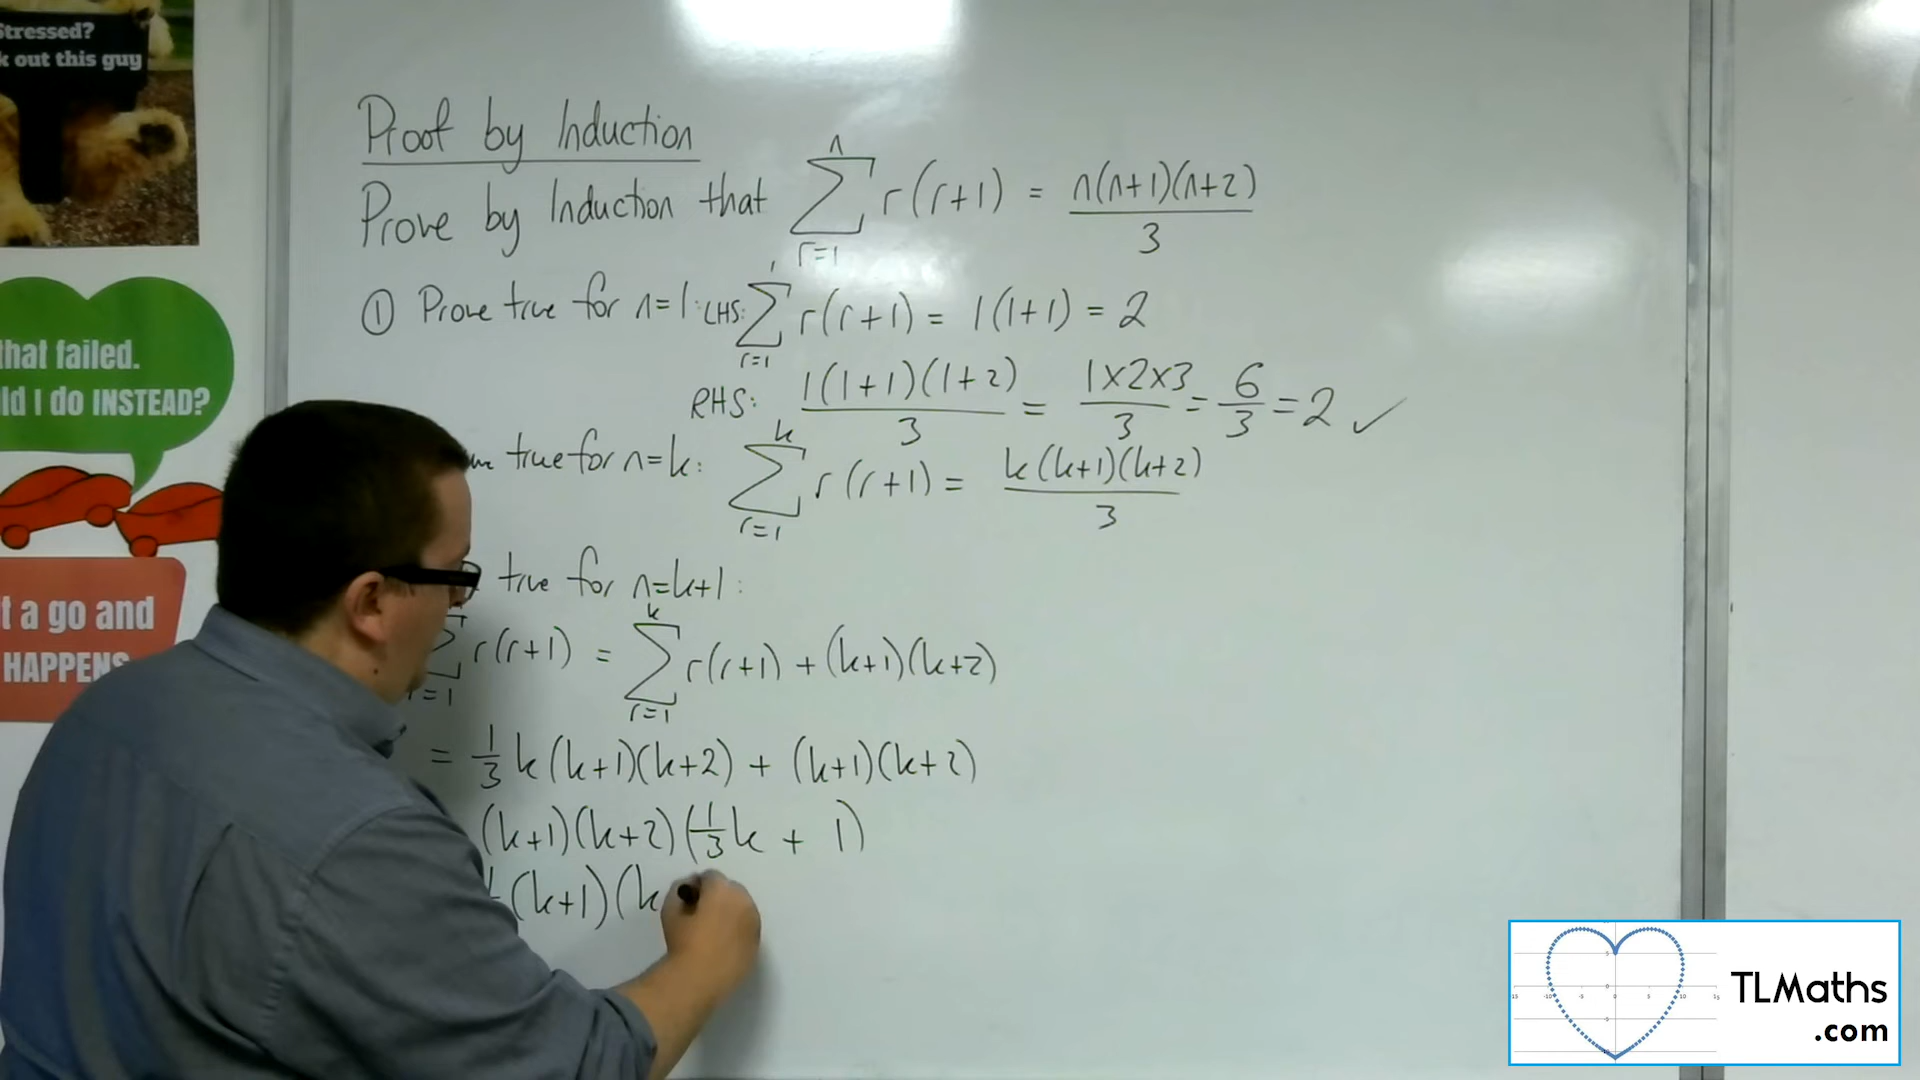 Stressed?
k out this guy
that failed.
ld I do INSTEAD?
t a go and
HAPPENS
Proof by Induction
Prove by Induction that ∑_{r=1}^{n} r(r+1) = n(n+1)(n+2)/3
① Prove true for n=1: LHS: ∑_{r=1}^{1} r(r+1) = 1(1+1) = 2
RHS: 1(1+1)(1+2)/3 = 1×2×3/3 = 6/3 = 2 ✓
true for n=k: ∑_{r=1}^{k} r(r+1) = k(k+1)(k+2)/3
true for n=k+1:
∑_{r=1} r(r+1) = ∑_{r=1}^{k} r(r+1) + (k+1)(k+2)
= 1/3 k(k+1)(k+2) + (k+1)(k+2)
(k+1)(k+2)(1/3 k + 1)
(k+1)(k
TLMaths
.com